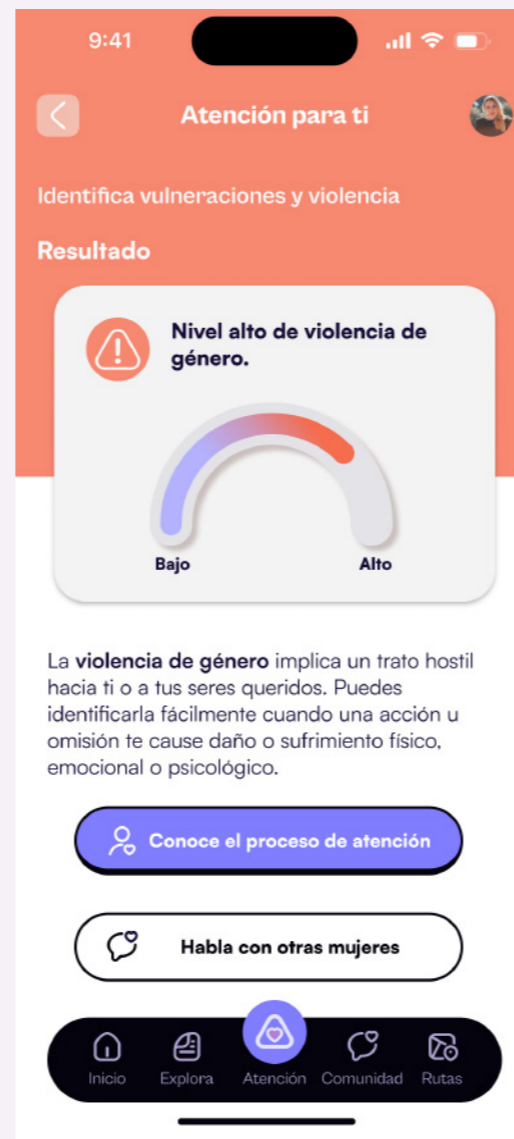 9:41
Atención para ti
Identifica vulneraciones y violencia
Resultado
Nivel alto de violencia de
género.
Bajo
Alto
La violencia de género implica un trato hostil
hacia ti o a tus seres queridos. Puedes
identificarla fácilmente cuando una acción u
omisión te cause daño o sufrimiento físico,
emocional o psicológico.
Conoce el proceso de atención
Habla con otras mujeres
Inicio
Explora
Atención
Comunidad
Rutas